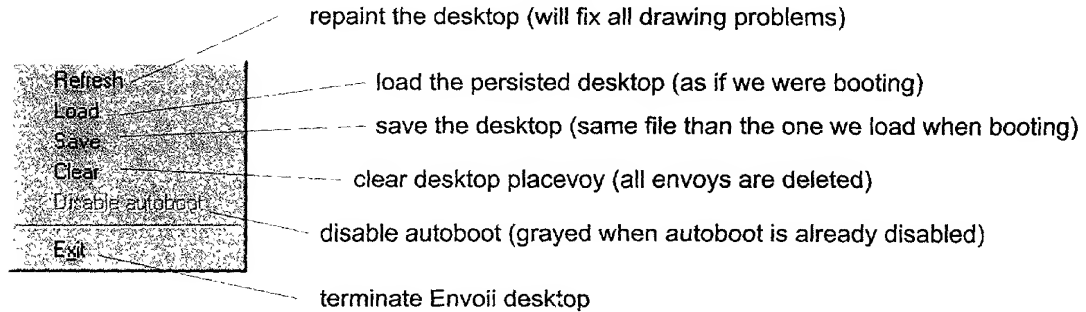 repaint the desktop (will fix all drawing problems)
Refresh
load the persisted desktop (as if we were booting)
Load
save the desktop (same file than the one we load when booting)
Save
Clear
clear desktop placevoy (all envoys are deleted)
Disable autoboot
disable autoboot (grayed when autoboot is already disabled)
Exit
terminate Envoii desktop